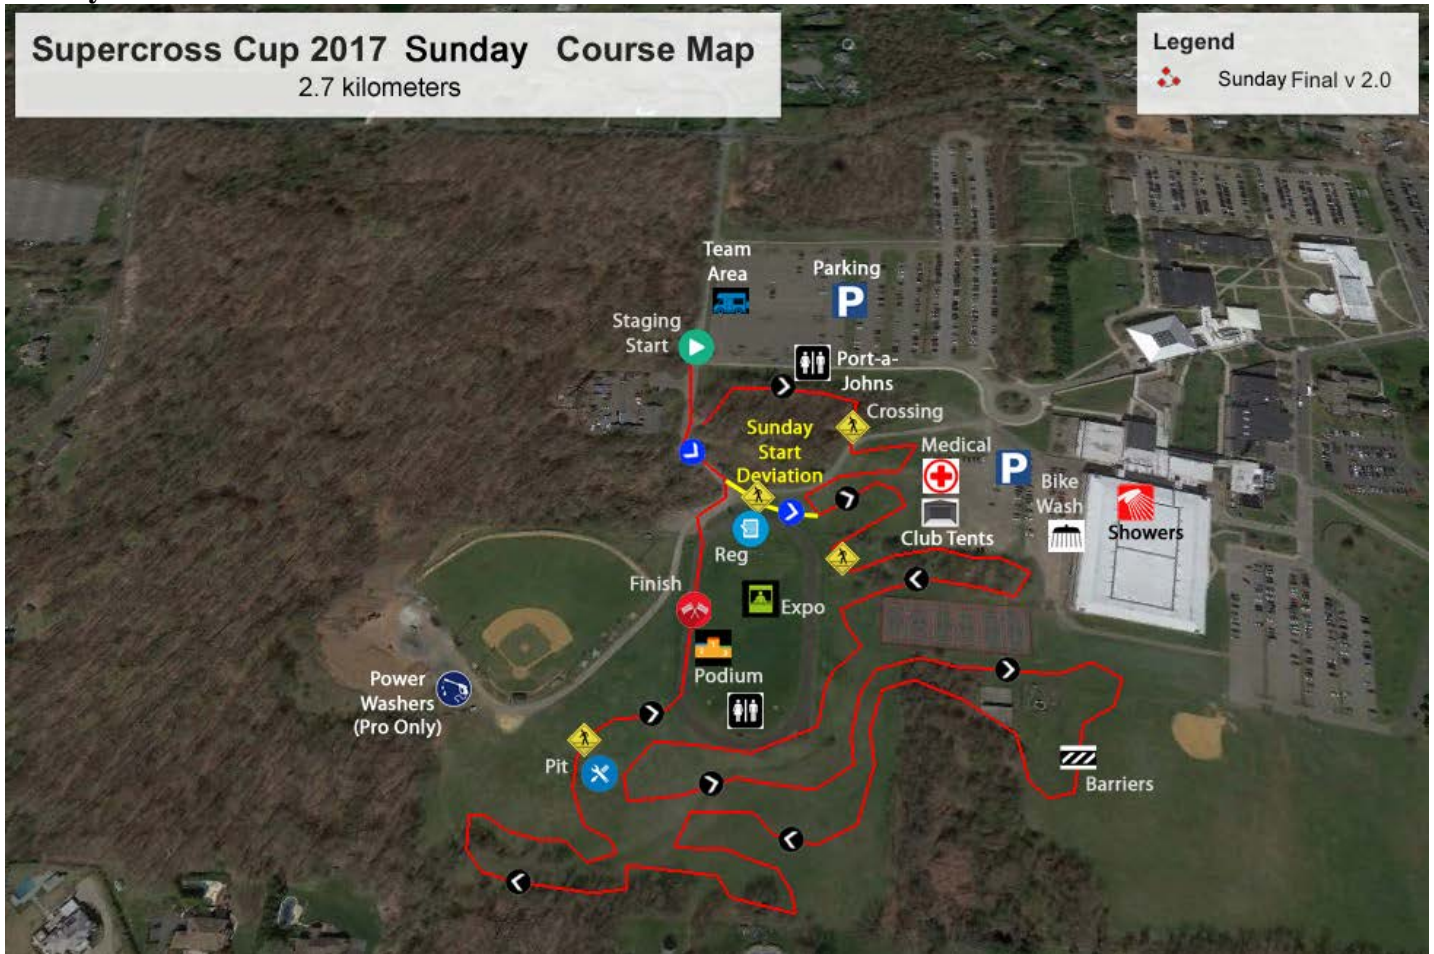 Supercross Cup 2017 Sunday Course Map
2.7 kilometers
Legend
Sunday Final v 2.0
Team
Area
Parking
P
Staging
Start
Port-a-
Johns
Crossing
Sunday
Start
Deviation
Medical
P
Bike
Wash
Showers
Club Tents
Reg
Finish
Expo
Podium
Power
Washers
(Pro Only)
Pit
Barriers